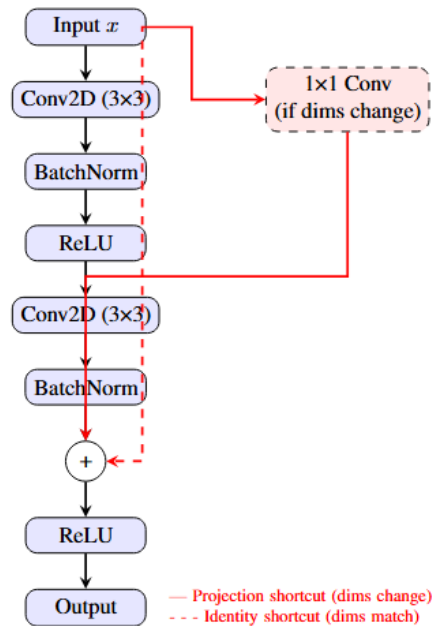 Input x
1×1 Conv
(if dims change)
Conv2D (3×3)
BatchNorm
ReLU
Conv2D (3×3)
BatchNorm
+
ReLU
Output
— Projection shortcut (dims change)
- - - Identity shortcut (dims match)